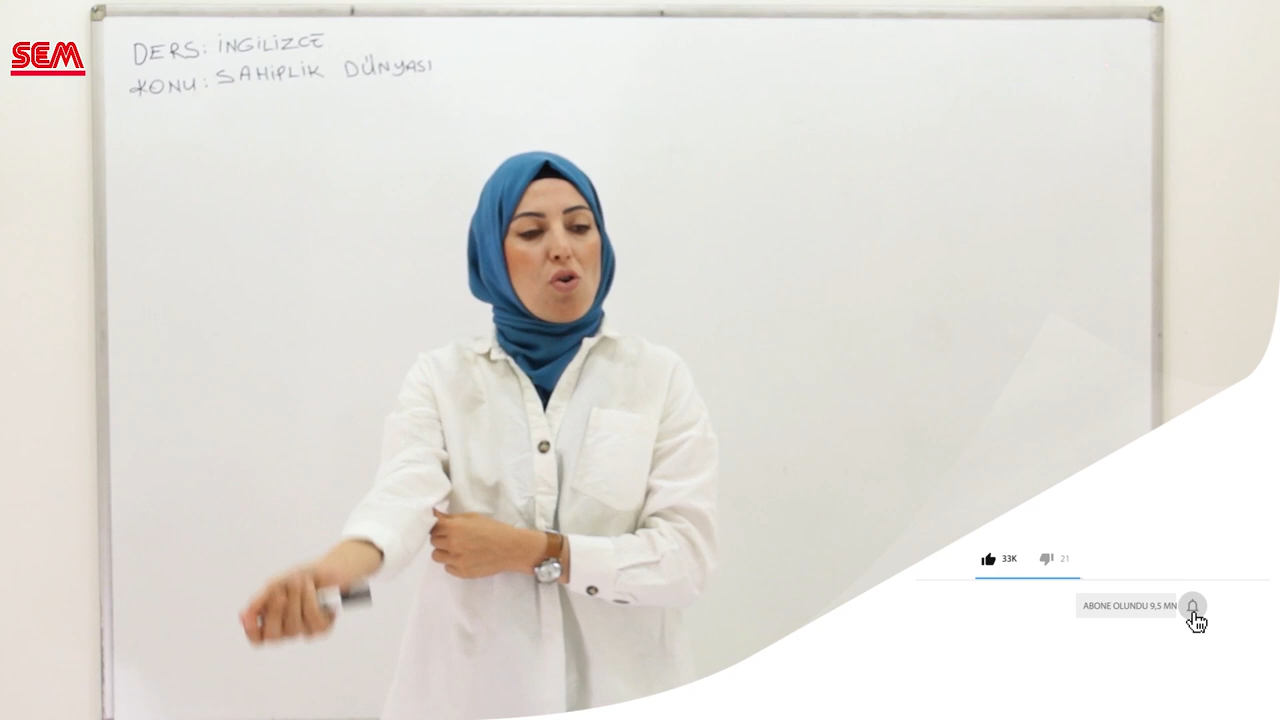 SEM
DERS: İNGİLİZCE
KONU: SAHİPLİK DÜNYASI
33K
21
ABONE OLUNDU 9,5 MN